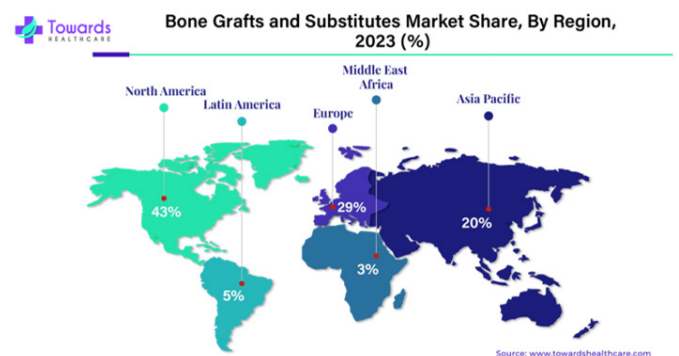 Towards
HEALTHCARE
Bone Grafts and Substitutes Market Share, By Region,
2023 (%)
North America
Latin America
Europe
Middle East
Africa
Asia Pacific
43%
29%
20%
3%
5%
Source: www.towardshealthcare.com